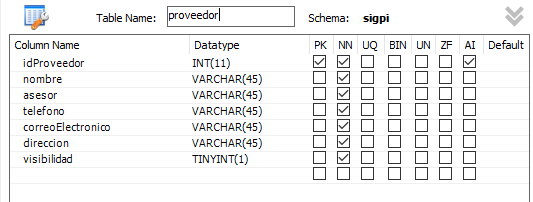 Table Name: proveedor Schema: sigpi
Column Name Datatype PK NN UQ BIN UN ZF AI Default
idProveedor INT(11)
nombre VARCHAR(45)
asesor VARCHAR(45)
telefono VARCHAR(45)
correoElectronico VARCHAR(45)
direccion VARCHAR(45)
visibilidad TINYINT(1)